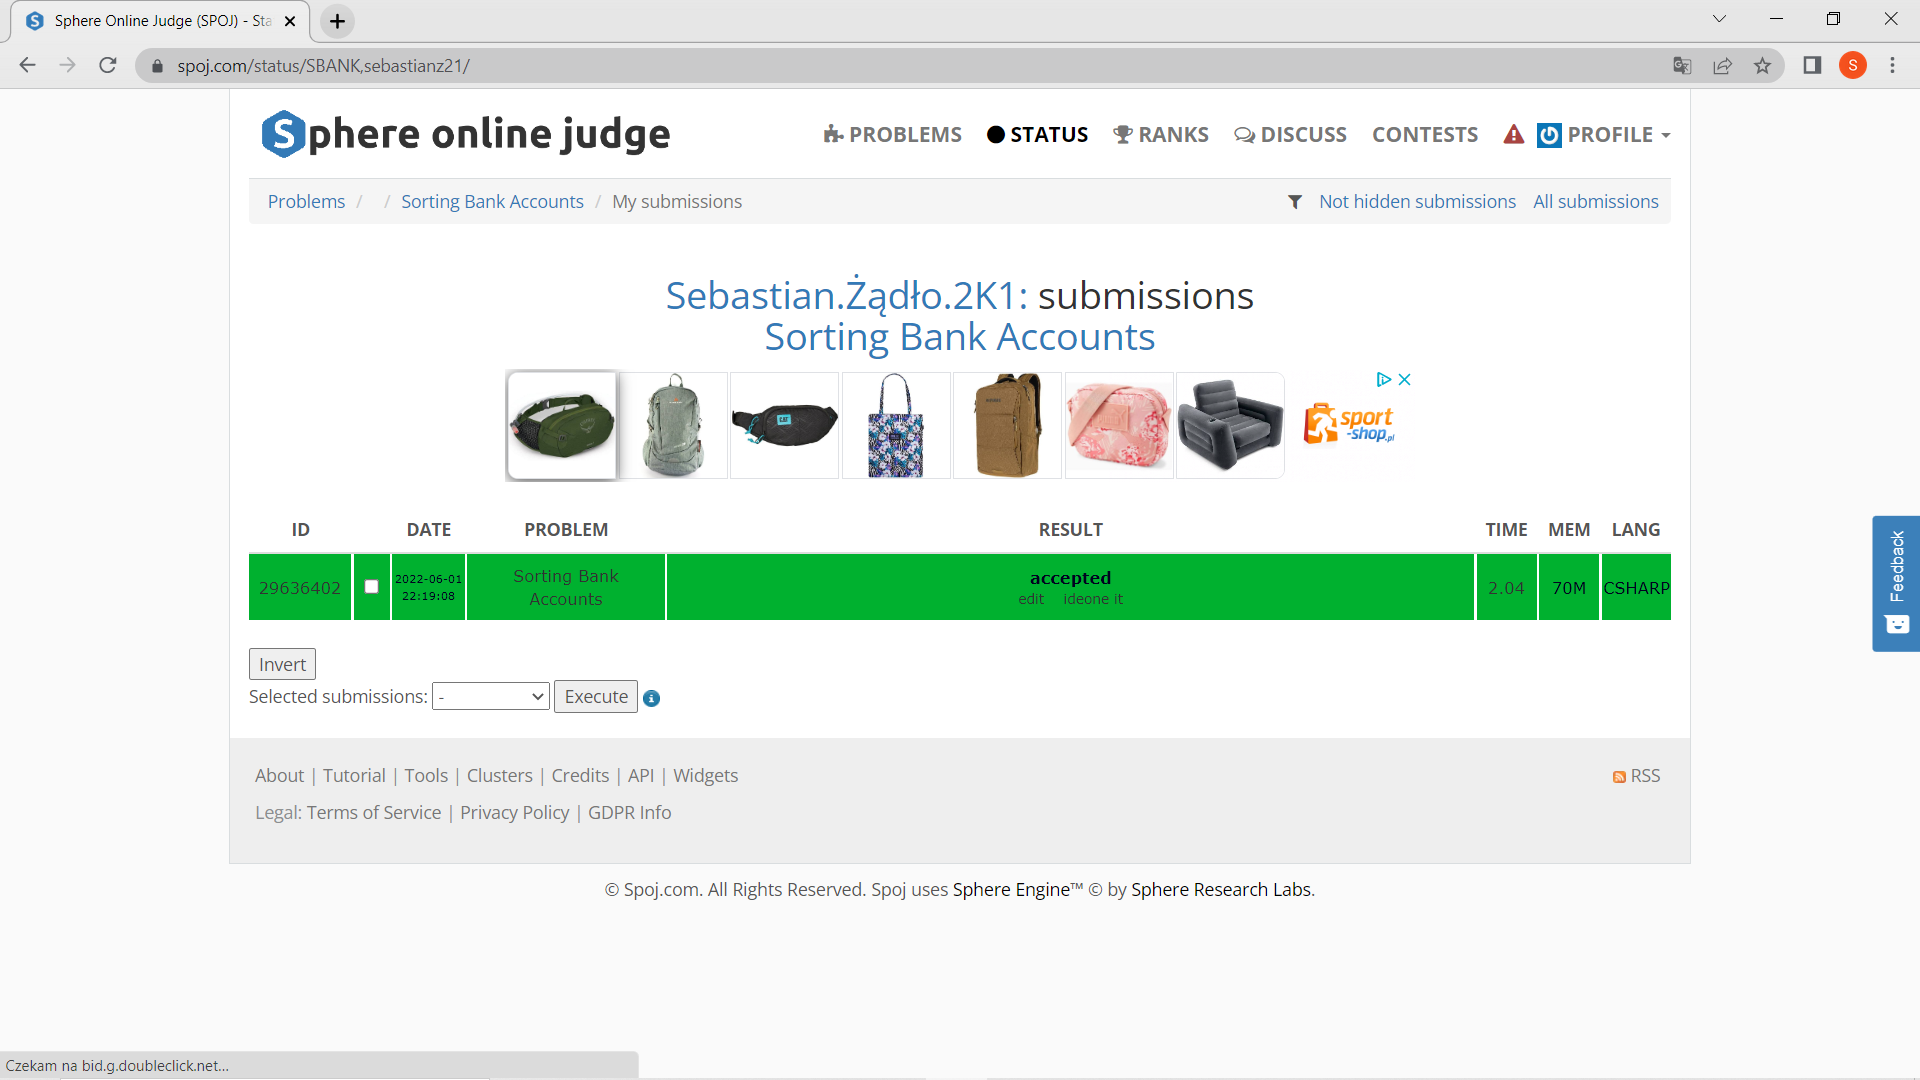 Sphere Online Judge (SPOJ) - Sta
spoj.com/status/SBANK,sebastianz21/
S
Sphere online judge
PROBLEMS STATUS RANKS DISCUSS CONTESTS PROFILE
Problems / / Sorting Bank Accounts / My submissions
Not hidden submissions All submissions
Sebastian.Żądło.2K1: submissions
Sorting Bank Accounts
CAT
sport
-shop.pl
ID DATE PROBLEM RESULT TIME MEM LANG
29636402 2022-06-01 22:19:08 Sorting Bank Accounts accepted 2.04 70M CSHARP
edit ideone it
Feedback
Invert
Selected submissions: - Execute
About | Tutorial | Tools | Clusters | Credits | API | Widgets
RSS
Legal: Terms of Service | Privacy Policy | GDPR Info
© Spoj.com. All Rights Reserved. Spoj uses Sphere Engine™ © by Sphere Research Labs.
Czekam na bid.g.doubleclick.net...